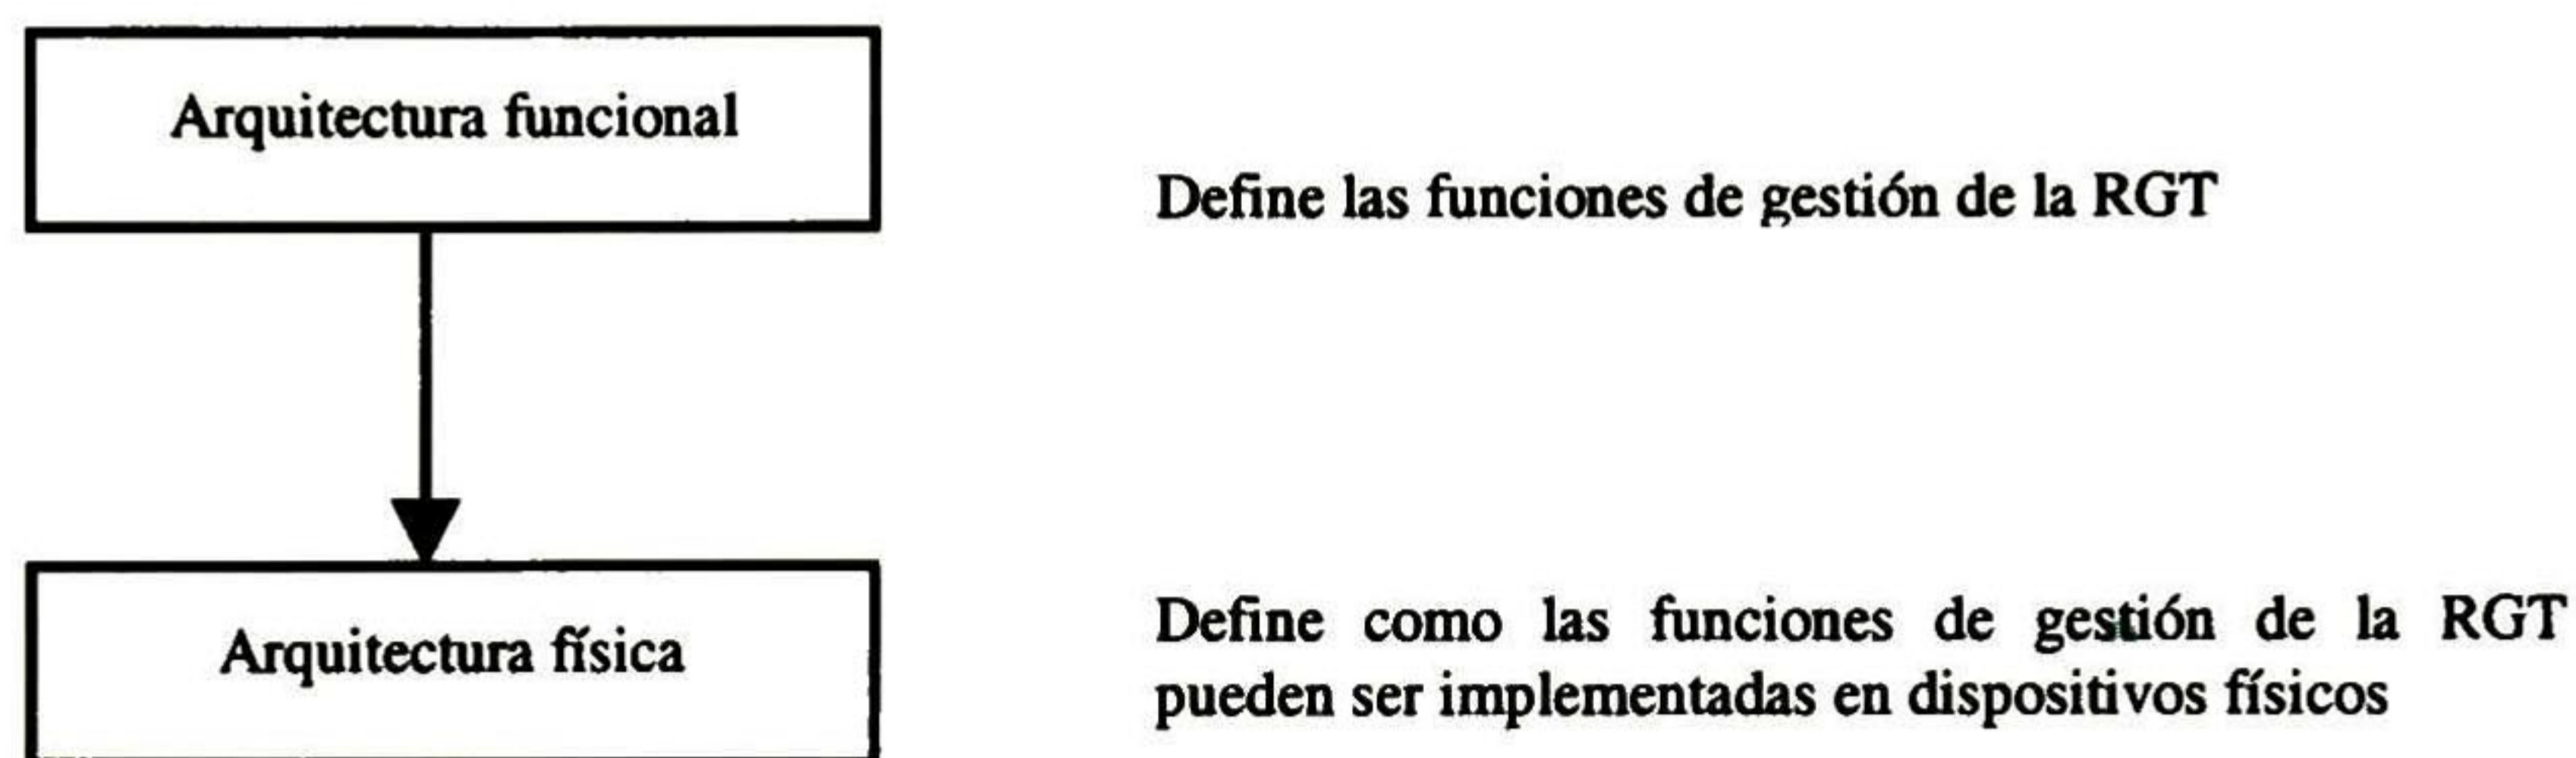 Arquitectura funcional
Define las funciones de gestión de la RGT
Arquitectura física
Define como las funciones de gestión de la RGT
pueden ser implementadas en dispositivos físicos